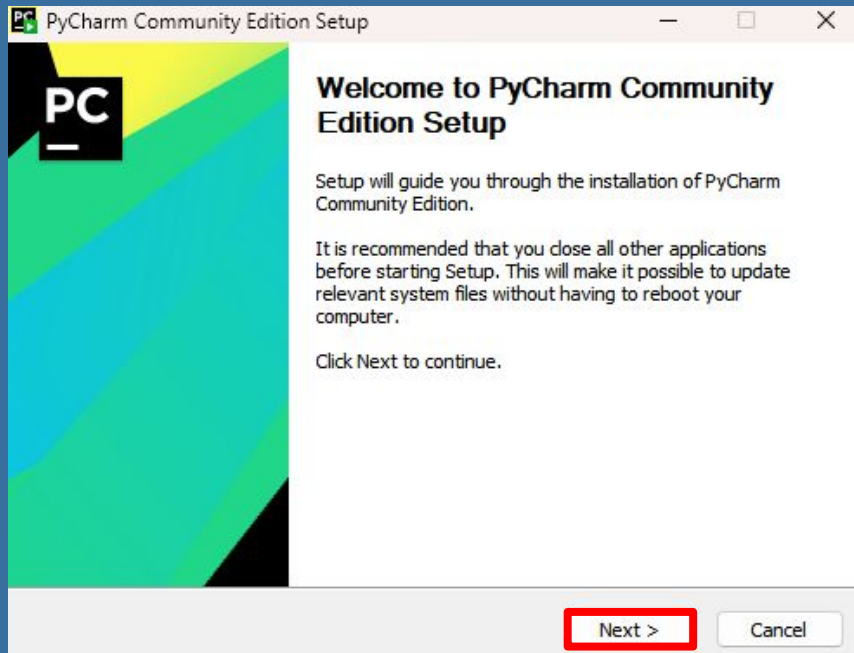 PyCharm Community Edition Setup
PC
Welcome to PyCharm Community
Edition Setup
Setup will guide you through the installation of PyCharm
Community Edition.
It is recommended that you close all other applications
before starting Setup. This will make it possible to update
relevant system files without having to reboot your
computer.
Click Next to continue.
Next >
Cancel